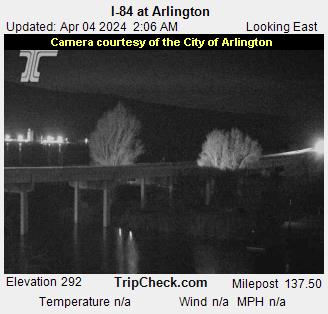 I-84 at Arlington
Updated: Apr 04 2024 2:06 AM Looking East
Camera courtesy of the City of Arlington
Elevation 292 TripCheck.com Milepost 137.50
Temperature n/a Wind n/a MPH n/a